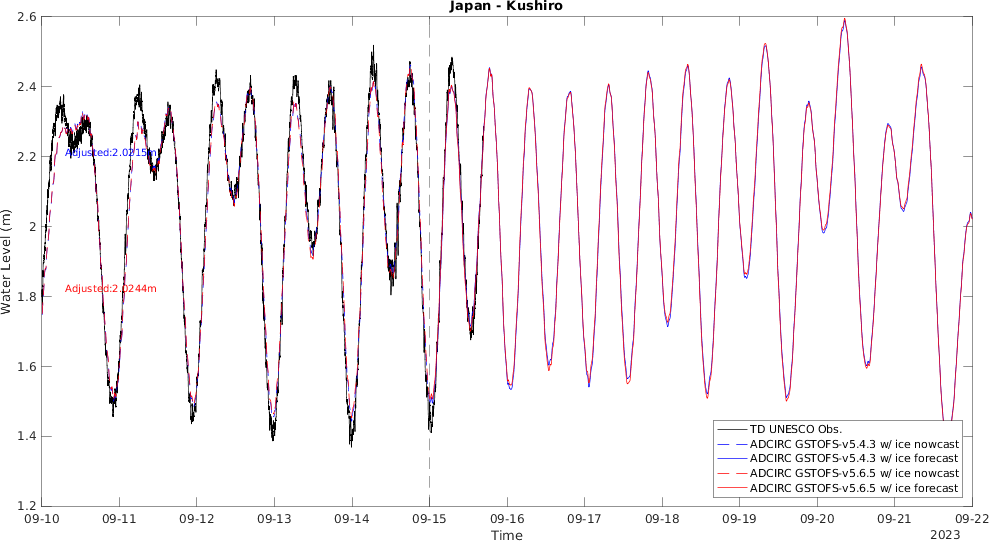 Japan - Kushiro
2.6
2.4
2.2
2
1.8
1.6
1.4
1.2
Water Level (m)
Adjusted:2.0215m
Adjusted:2.0244m
TD UNESCO Obs.
ADCIRC GSTOFS-v5.4.3 w/ ice nowcast
ADCIRC GSTOFS-v5.4.3 w/ ice forecast
ADCIRC GSTOFS-v5.6.5 w/ ice nowcast
ADCIRC GSTOFS-v5.6.5 w/ ice forecast
09-10 09-11 09-12 09-13 09-14 09-15 09-16 09-17 09-18 09-19 09-20 09-21 09-22
Time
2023